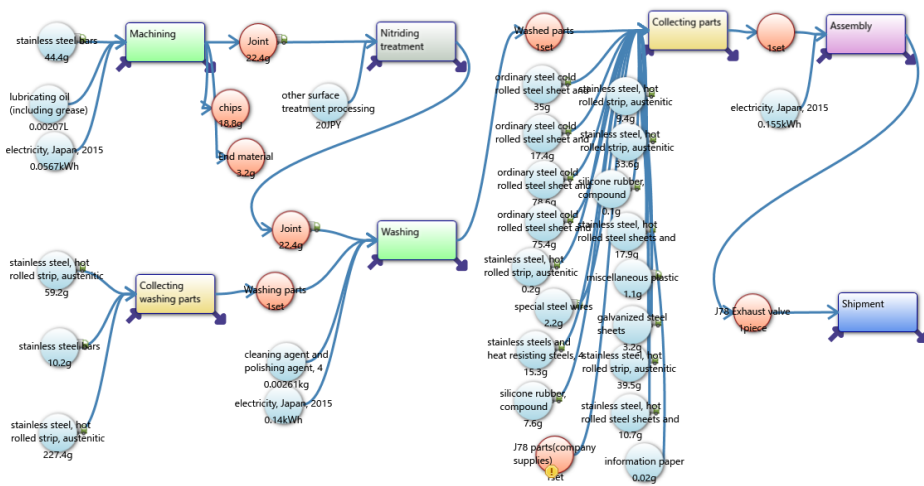 stainless steel bars
44.4g
lubricating oil
(including grease)
0.00207L
electricity, Japan, 2015
0.0567kWh
Machining
Joint
22.4g
chips
18.8g
End material
3.2g
Nitriding
treatment
other surface
treatment processing
20JPY
Joint
22.4g
Washing
stainless steel, hot
rolled strip, austenitic
59.2g
stainless steel bars
10.2g
stainless steel, hot
rolled strip, austenitic
227.4g
Collecting
washing parts
Washing parts
1set
cleaning agent and
polishing agent, 4
0.00261kg
electricity, Japan, 2015
0.14kWh
Washed parts
1set
ordinary steel cold
rolled steel sheet and
35g
ordinary steel cold
rolled steel sheet and
17.4g
ordinary steel cold
rolled steel sheet and
78.6g
ordinary steel cold
rolled steel sheet and
75.4g
stainless steel, hot
rolled strip, austenitic
0.2g
special steel wires
2.2g
stainless steels and
heat resisting steels, 4
15.3g
silicone rubber,
compound
7.6g
J78 parts(company
supplies)
1set
stainless steel, hot
rolled strip, austenitic
9.4g
stainless steel, hot
rolled strip, austenitic
33.6g
silicone rubber,
compound
0.1g
stainless steel, hot
rolled steel sheets and
17.9g
miscellaneous plastic
1.1g
galvanized steel
sheets
3.2g
stainless steel, hot
rolled strip, austenitic
39.5g
stainless steel, hot
rolled steel sheets and
10.7g
information paper
0.02g
Collecting parts
1set
Assembly
electricity, Japan, 2015
0.155kWh
J78 Exhaust valve
1piece
Shipment